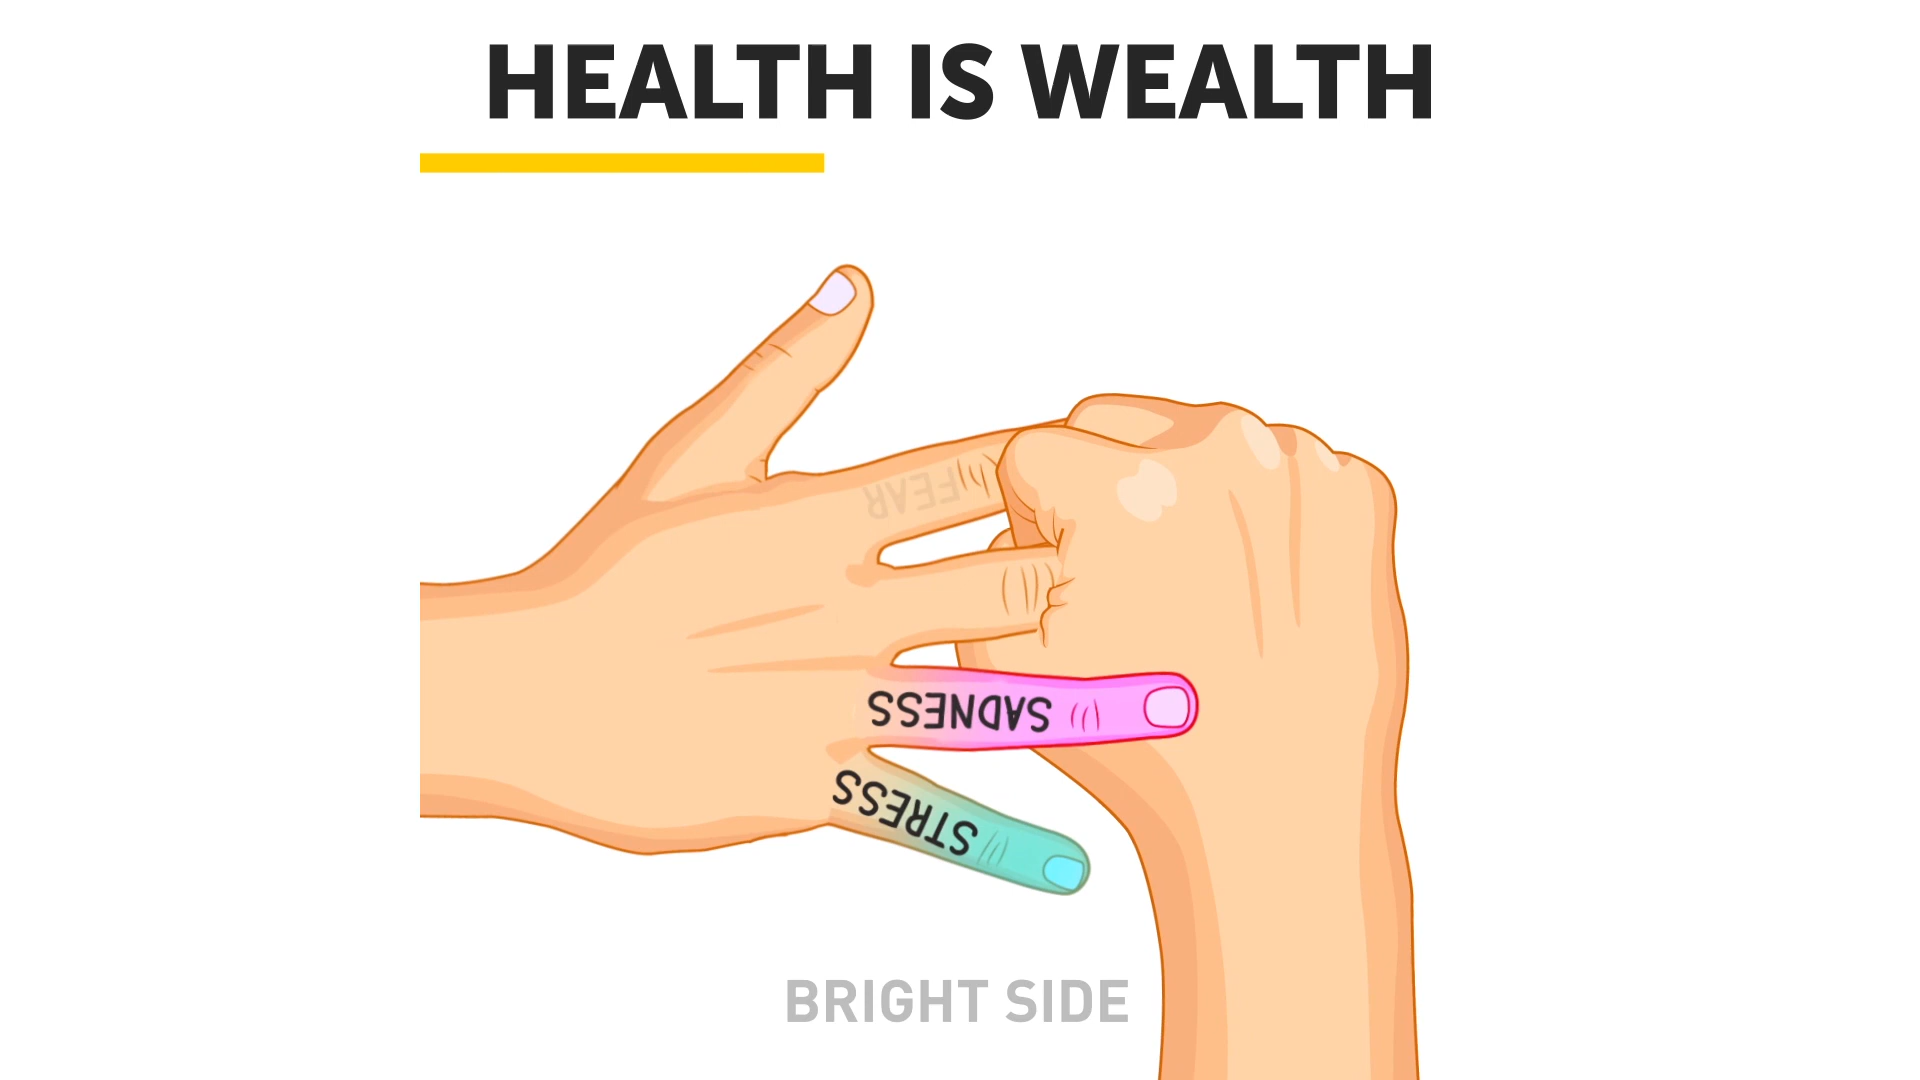 HEALTH IS WEALTH
FEAR
SADNESS
STRESS
BRIGHT SIDE